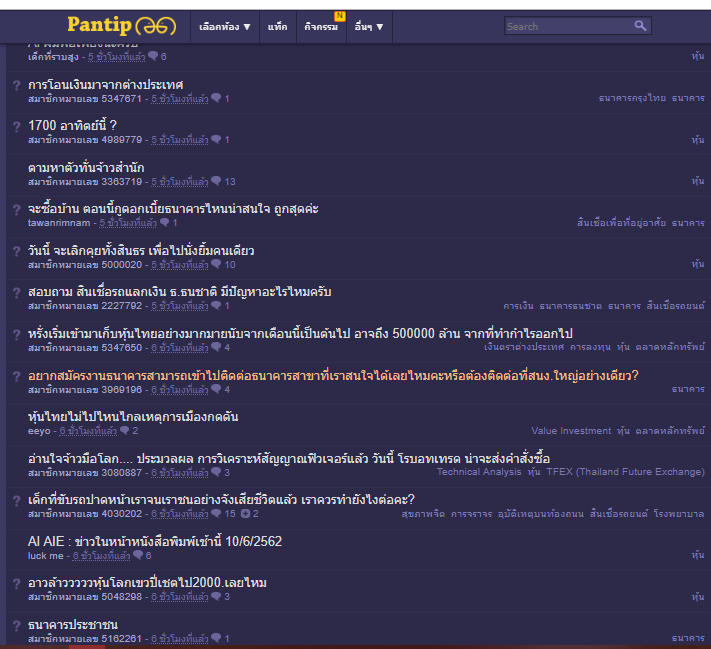 Pantip
เลือกห้อง ▼
แท็ก
กิจกรรม
N
อื่นๆ ▼
Search
เด็กที่ราบสูง - 5 ชั่วโมงที่แล้ว 6
หุ้น
? การโอนเงินมาจากต่างประเทศ
สมาชิกหมายเลข 5347671 - 5 ชั่วโมงที่แล้ว 1
ธนาคารกรุงไทย ธนาคาร
? 1700 อาทิตย์นี้ ?
สมาชิกหมายเลข 4989779 - 5 ชั่วโมงที่แล้ว 1
หุ้น
ตามหาตัวทั่นจ้าวสำนัก
สมาชิกหมายเลข 3363719 - 5 ชั่วโมงที่แล้ว 13
หุ้น
? จะซื้อบ้าน ตอนนี้กู้ดอกเบี้ยธนาคารไหนน่าสนใจ ถูกสุดค่ะ
tawanrimnam - 5 ชั่วโมงที่แล้ว 1
สินเชื่อเพื่อที่อยู่อาศัย ธนาคาร
? วันนี้ จะเลิกคุยทั้งสินธร เพื่อไปนั่งยิ้มคนเดียว
สมาชิกหมายเลข 5000020 - 5 ชั่วโมงที่แล้ว 10
หุ้น
? สอบถาม สินเชื่อรถแลกเงิน ธ.ธนชาติ มีปัญหาอะไรไหมครับ
สมาชิกหมายเลข 2227792 - 5 ชั่วโมงที่แล้ว 1
การเงิน ธนาคารธนชาต ธนาคาร สินเชื่อรถยนต์
? หรั่งเริ่มเข้ามาเก็บหุ้นไทยอย่างมากมายนับจากเดือนนี้เป็นต้นไป อาจถึง 500000 ล้าน จากที่ทำกำไรออกไป
สมาชิกหมายเลข 5347650 - 6 ชั่วโมงที่แล้ว 4
เงินตราต่างประเทศ การลงทุน หุ้น ตลาดหลักทรัพย์
? อยากสมัครงานธนาคารสามารถเข้าไปติดต่อธนาคารสาขาที่เราสนใจได้เลยไหมคะหรือต้องติดต่อที่สนง.ใหญ่อย่างเดียว?
สมาชิกหมายเลข 3969196 - 6 ชั่วโมงที่แล้ว 4
ธนาคาร
หุ้นไทยไม่ไปไหนไกลเหตุการเมืองกดดัน
eeyo - 6 ชั่วโมงที่แล้ว 2
Value Investment หุ้น ตลาดหลักทรัพย์
อ่านใจจ้าวมือโลก.... ประมวลผล การวิเคราะห์สัญญาณฟิวเจอร์แล้ว วันนี้ โรบอทเทรด น่าจะส่งคำสั่งซื้อ
สมาชิกหมายเลข 3080887 - 6 ชั่วโมงที่แล้ว 3
Technical Analysis หุ้น TFEX (Thailand Future Exchange)
? เด็กที่ขับรถปาดหน้าเราจนเราชนอย่างจังเสียชีวิตแล้ว เราควรทำยังไงต่อคะ?
สมาชิกหมายเลข 4030202 - 6 ชั่วโมงที่แล้ว 15 2
สุขภาพจิต การจราจร อุบัติเหตุบนท้องถนน สินเชื่อรถยนต์ โรงพยาบาล
AI AIE : ข่าวในหน้าหนังสือพิมพ์เช้านี้ 10/6/2562
luck me - 6 ชั่วโมงที่แล้ว 6
หุ้น
? อาวล้าวววววหุ้นโลกเขวปี่เชตไป2000.เลยไหม
สมาชิกหมายเลข 5048298 - 6 ชั่วโมงที่แล้ว 3
หุ้น
? ธนาคารประชาชน
สมาชิกหมายเลข 5162261 - 6 ชั่วโมงที่แล้ว 1
ธนาคาร